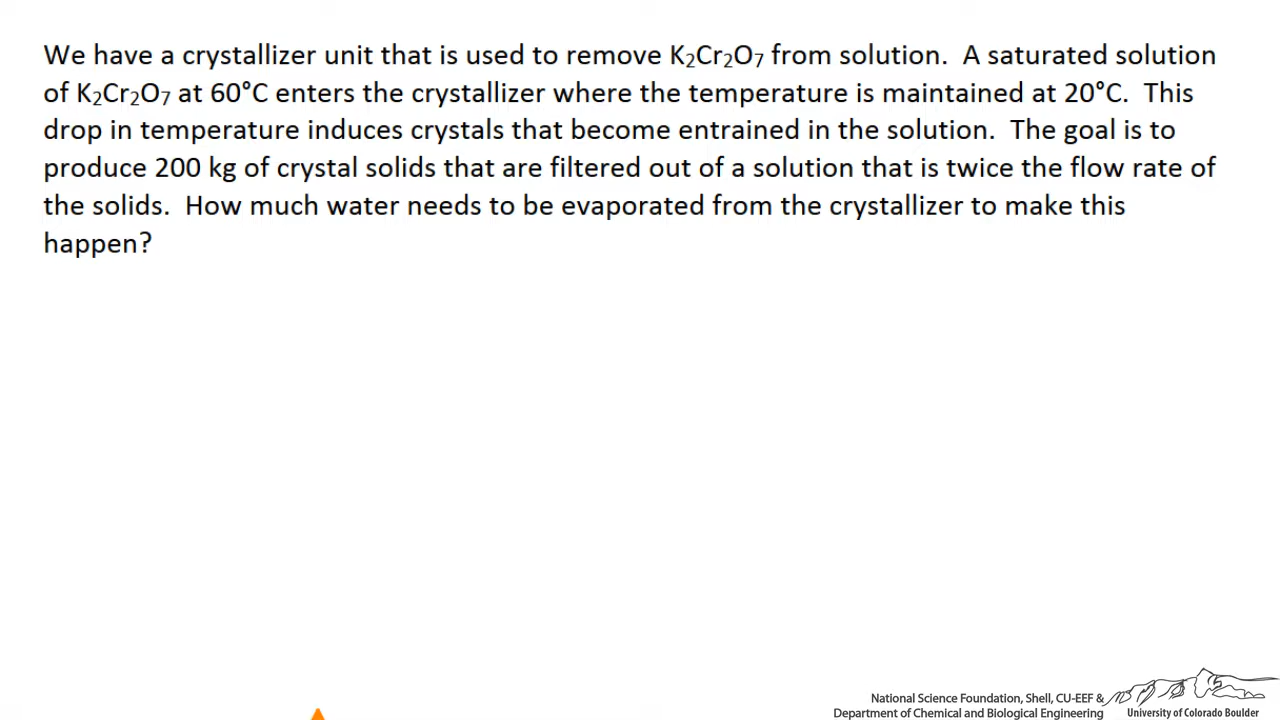 We have a crystallizer unit that is used to remove K₂Cr₂O₇ from solution.  A saturated solution
of K₂Cr₂O₇ at 60°C enters the crystallizer where the temperature is maintained at 20°C.  This
drop in temperature induces crystals that become entrained in the solution.  The goal is to
produce 200 kg of crystal solids that are filtered out of a solution that is twice the flow rate of
the solids.  How much water needs to be evaporated from the crystallizer to make this
happen?
National Science Foundation, Shell, CU-EEF &
Department of Chemical and Biological Engineering
University of Colorado Boulder